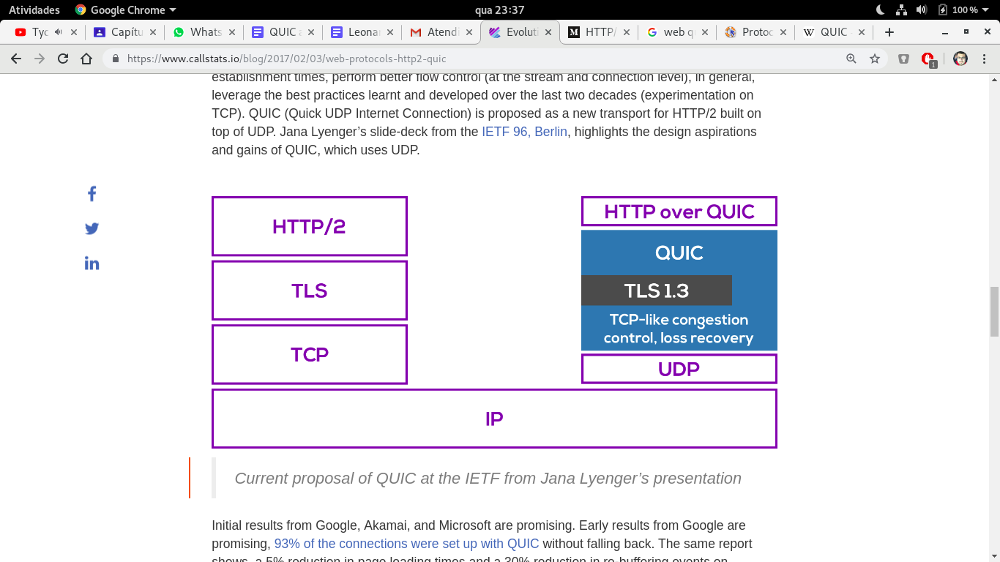 Atividades Google Chrome qua 23:37 100 %
Tyc Capítu Whats QUIC a Leona Atendi Evoluti HTTP/ web qu Protoc QUIC
https://www.callstats.io/blog/2017/02/03/web-protocols-http2-quic
1
establishment times, perform better flow control (at the stream and connection level), in general,
leverage the best practices learnt and developed over the last two decades (experimentation on
TCP). QUIC (Quick UDP Internet Connection) is proposed as a new transport for HTTP/2 built on
top of UDP. Jana Lyenger’s slide-deck from the IETF 96, Berlin, highlights the design aspirations
and gains of QUIC, which uses UDP.
HTTP/2
TLS
TCP
HTTP over QUIC
QUIC
TLS 1.3
TCP-like congestion
control, loss recovery
UDP
IP
Current proposal of QUIC at the IETF from Jana Lyenger’s presentation
Initial results from Google, Akamai, and Microsoft are promising. Early results from Google are
promising, 93% of the connections were set up with QUIC without falling back. The same report
shows, a 5% reduction in page loading times and a 30% reduction in re-buffering events on